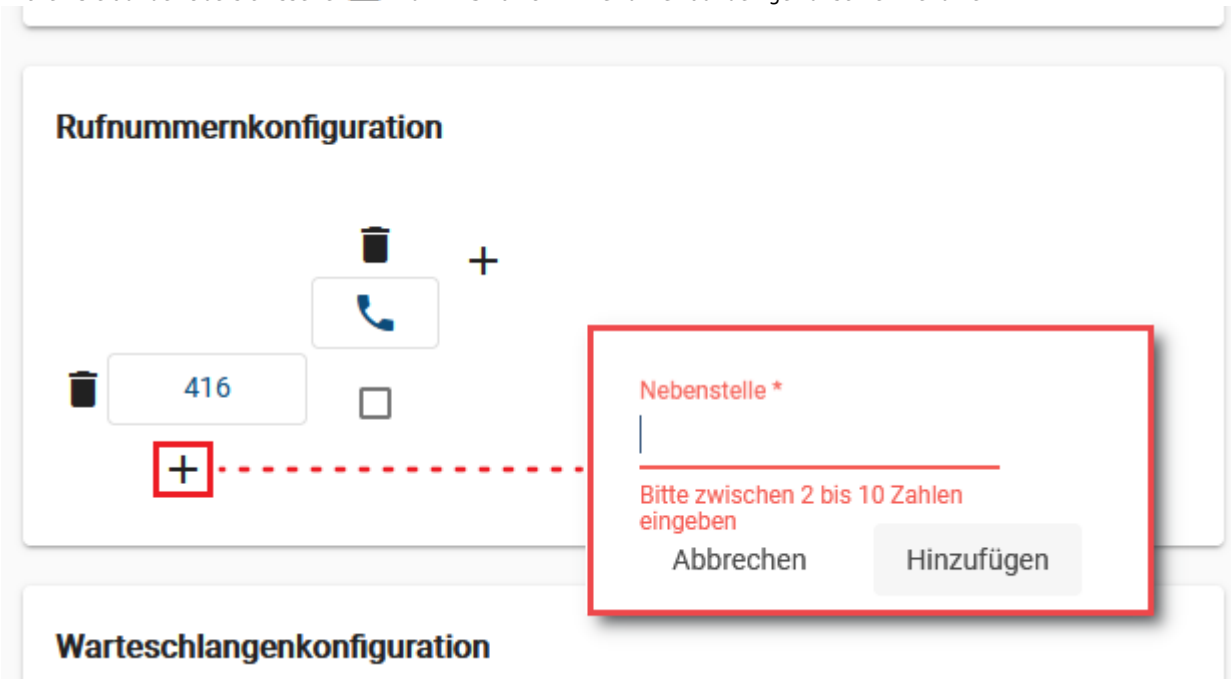 Rufnummernkonfiguration
416
Nebenstelle *
Bitte zwischen 2 bis 10 Zahlen
eingeben
Abbrechen
Hinzufügen
Warteschlangenkonfiguration